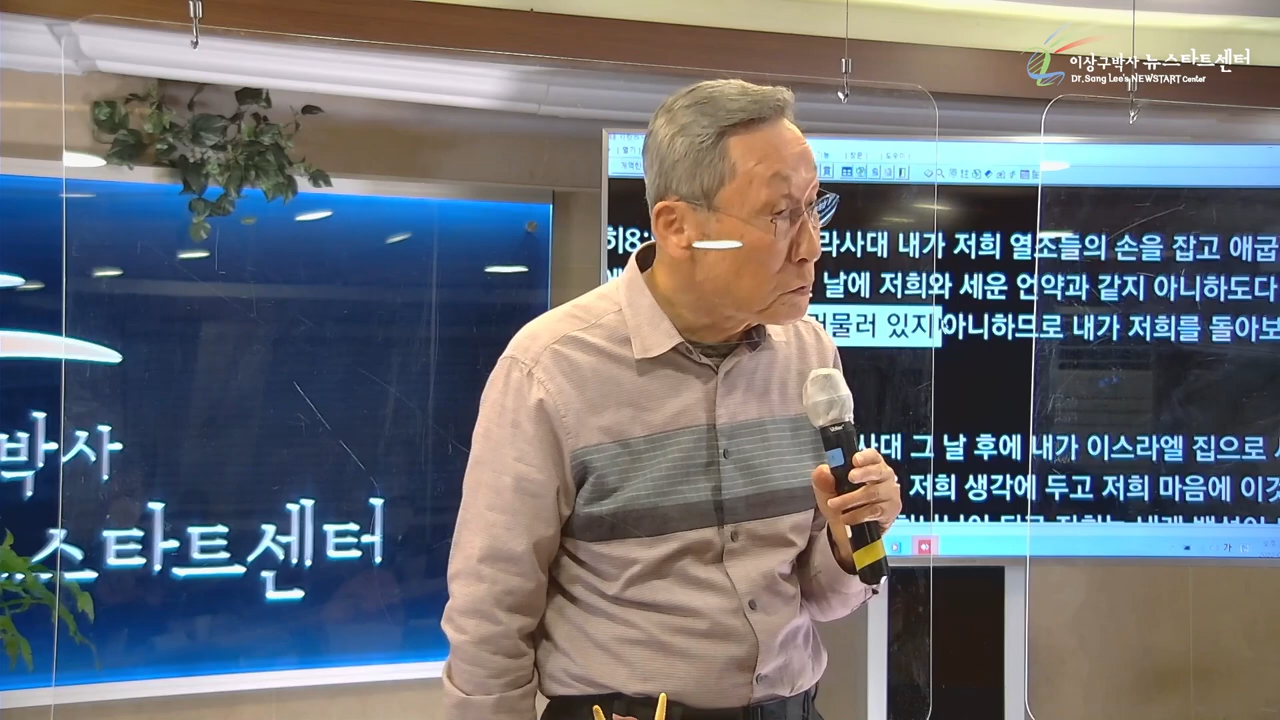 이상구박사 뉴스타트센터
Dr. Sang Lee's NEWSTART Center
히8:
라사대 내가 저희 열조들의 손을 잡고 애굽
날에 저희와 세운 언약과 같지 아니하도다
머물러 있지 아니하므로 내가 저희를 돌아보
사대 그 날 후에 내가 이스라엘 집으로
저희 생각에 두고 저희 마음에 이것
박사
스타트센터